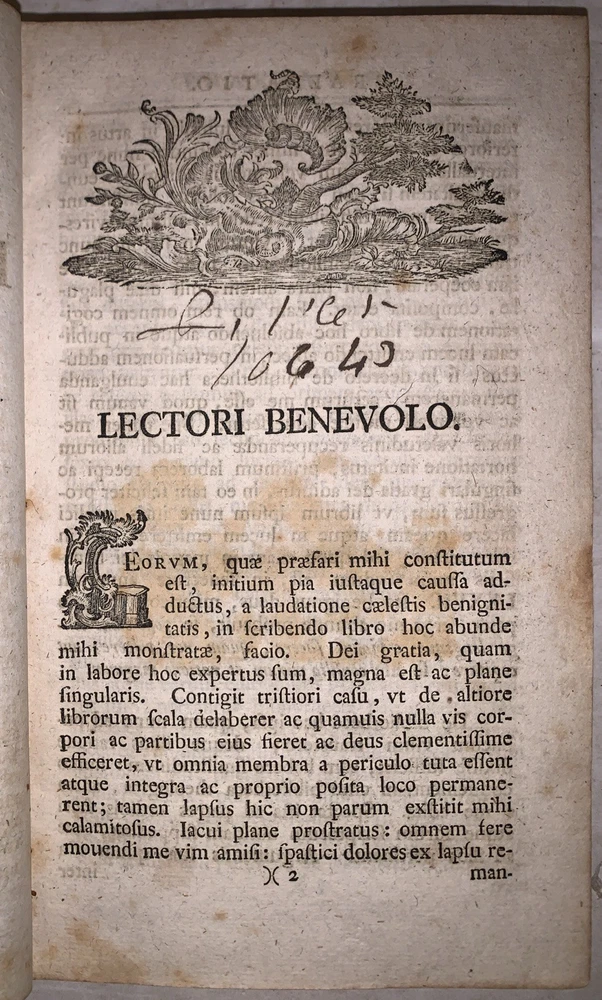 10643
LECTORI BENEVOLO.
EORVM, quæ præfari mihi conſtitutum
eſt, initium pia iuſtaque cauſſa ad-
ductus, a laudatione cæleſtis benigni-
tatis, in ſcribendo libro hoc abunde
mihi monſtratæ, facio. Dei gratia, quam
in labore hoc expertus ſum, magna eſt ac plane
ſingularis. Contigit triſtiori caſu, vt de altiore
librorum ſcala delaberer ac quamuis nulla vis cor-
pori ac partibus eius fieret ac deus clementiſſime
efficeret, vt omnia membra a periculo tuta eſſent
atque integra ac proprio poſita loco permane-
rent; tamen lapſus hic non parum exſtitit mihi
calamitoſus. Iacui plane proſtratus: omnem fere
mouendi me vim amiſi: ſpaſtici dolores ex lapſu re-
)( 2 man-